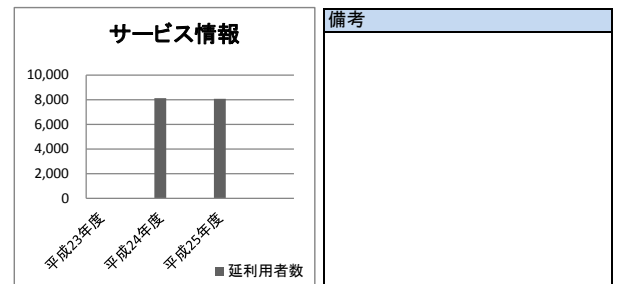 サービス情報
10,000
8,000
6,000
4,000
2,000
0
平成23年度
平成24年度
平成25年度
■延利用者数
備考